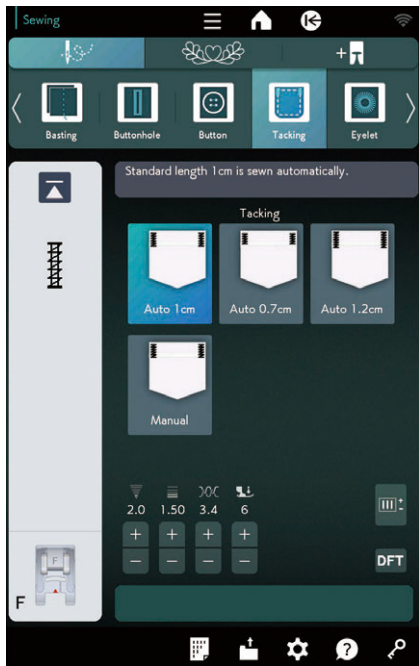 Sewing
Basting Buttonhole Button Tacking Eyelet
Standard length 1cm is sewn automatically.
Tacking
Auto 1cm Auto 0.7cm Auto 1.2cm
Manual
2.0 1.50 3.4 6
+ + + +
− − − −
DFT
F
F